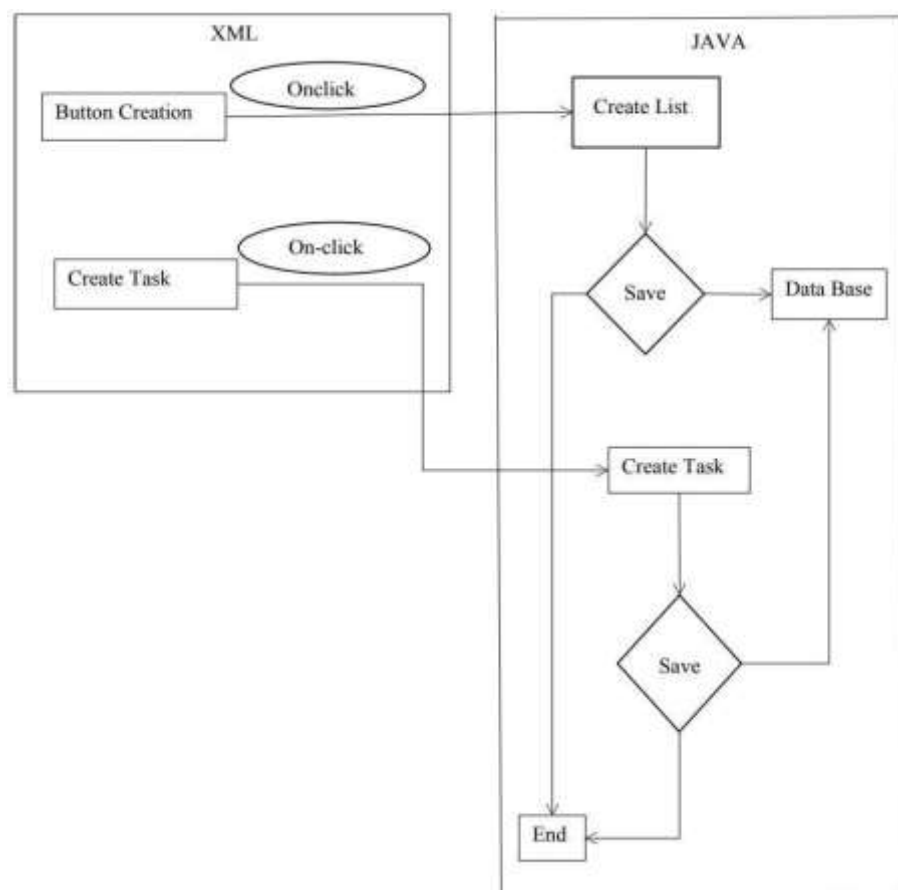 XML
Onclick
Button Creation
On-click
Create Task
JAVA
Create List
Save
Data Base
Create Task
Save
End